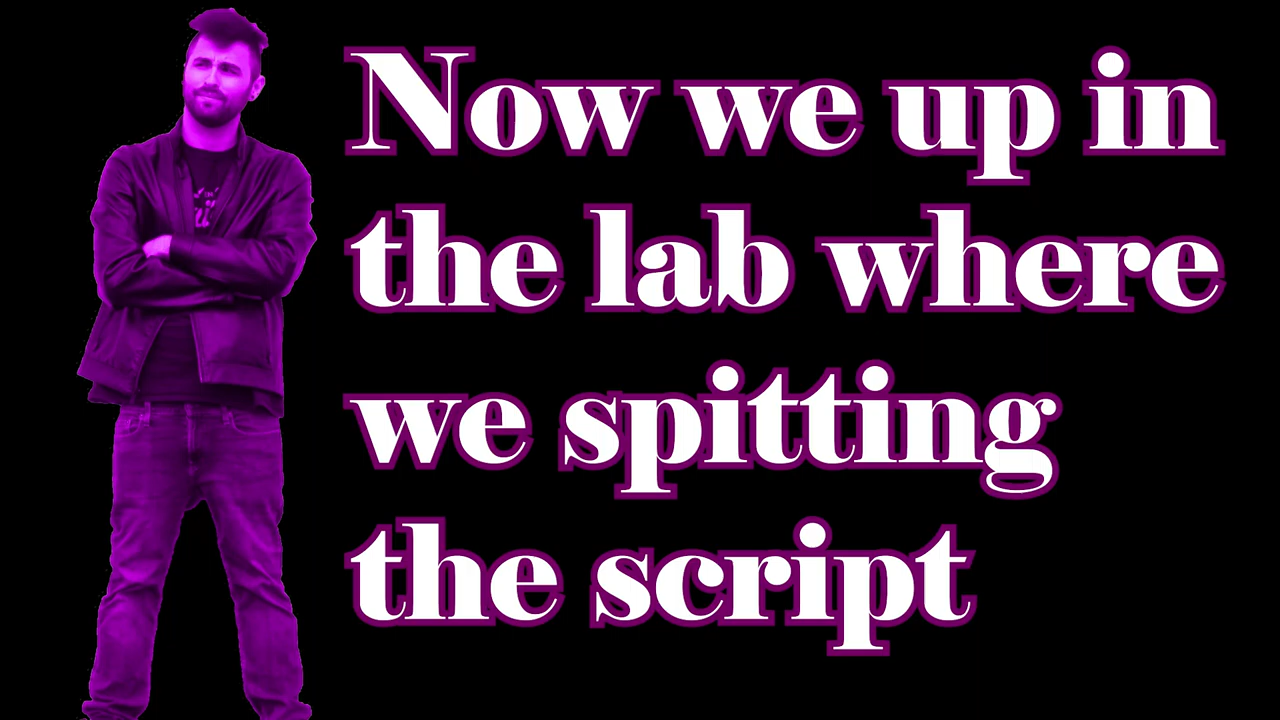 Now we up in
the lab where
we spitting
the script